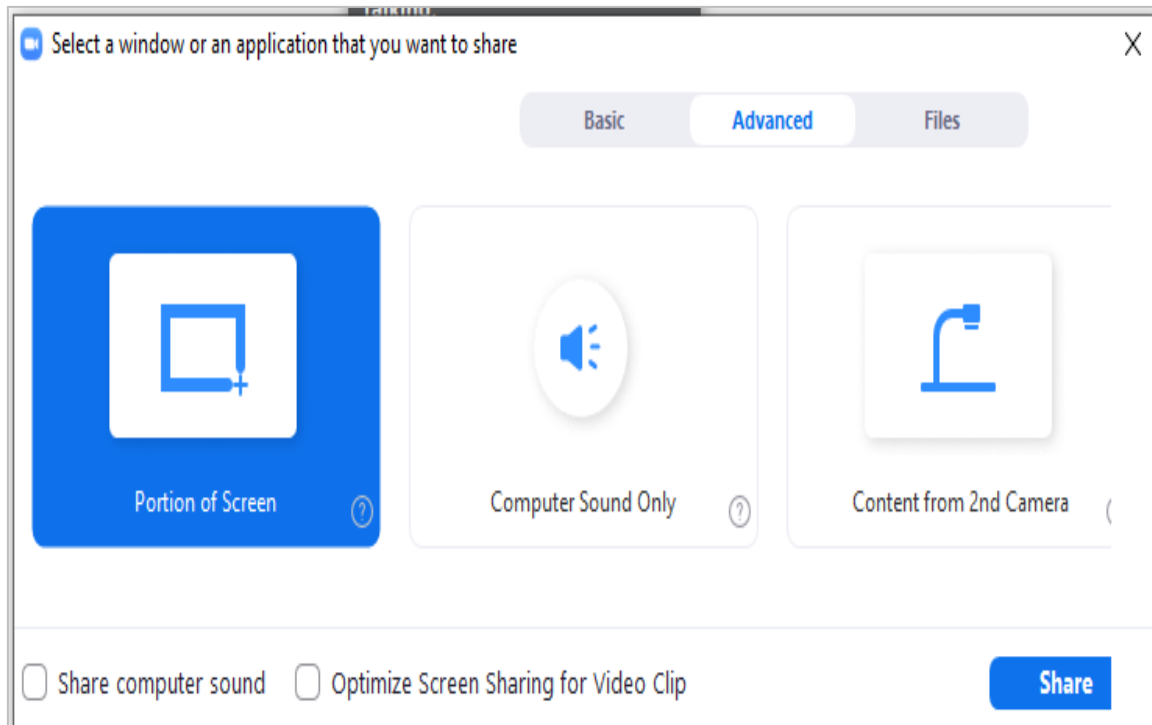 Talking:
Select a window or an application that you want to share
X
Basic Advanced Files
Portion of Screen ? Computer Sound Only ? Content from 2nd Camera
Share computer sound Optimize Screen Sharing for Video Clip Share